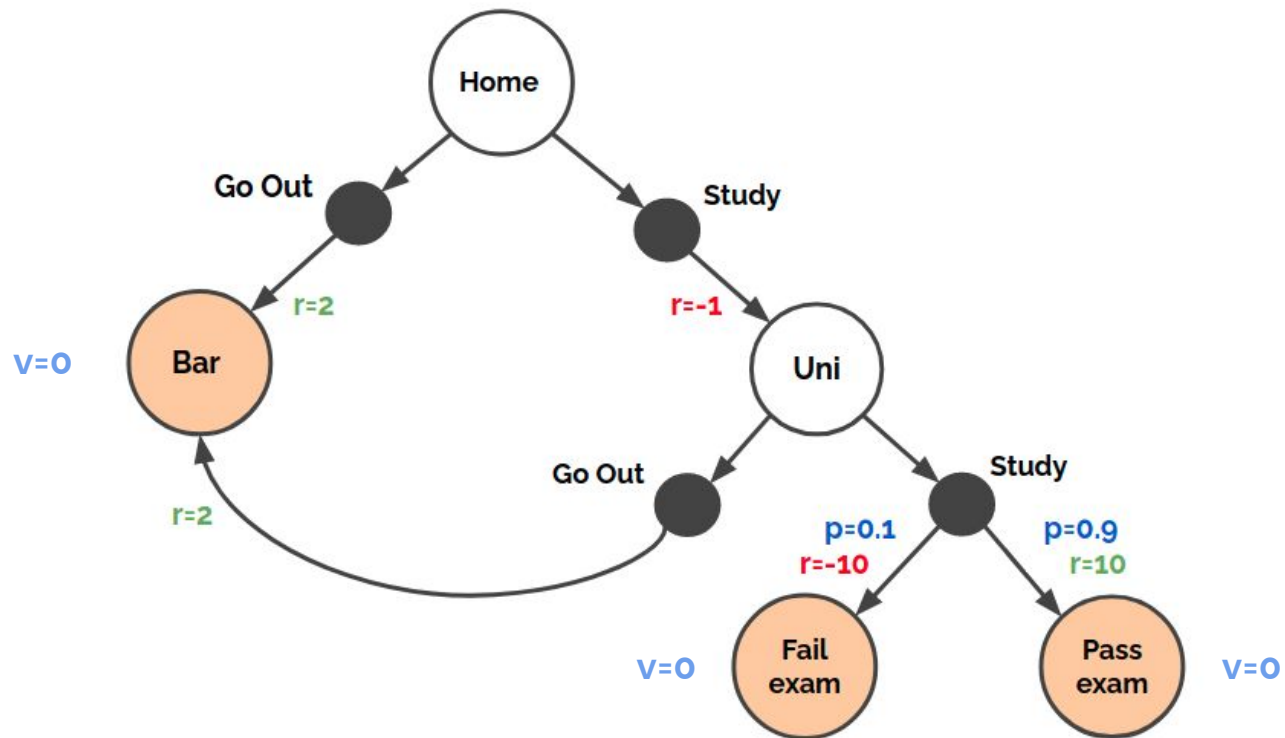 Home
Go Out
Study
r=2
r=-1
v=0
Bar
Uni
Go Out
Study
r=2
p=0.1
p=0.9
r=-10
r=10
Fail
exam
Pass
exam
v=0
v=0